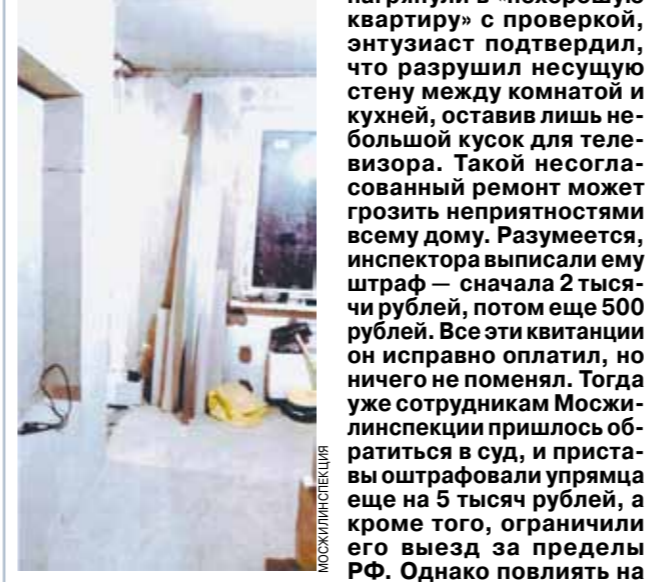 квартиру» с проверкой,
энтузиаст подтвердил,
что разрушил несущую
стену между комнатой и
кухней, оставив лишь не-
большой кусок для теле-
визора. Такой несогла-
сованный ремонт может
грозить неприятностями
всему дому. Разумеется,
инспектора выписали ему
штраф — сначала 2 тыся-
чи рублей, потом еще 500
рублей. Все эти квитанции
он исправно оплатил, но
ничего не поменял. Тогда
уже сотрудникам Мосжи-
линспекции пришлось об-
ратиться в суд, и приста-
вы оштрафовали упрямца
еще на 5 тысяч рублей, а
кроме того, ограничили
его выезд за пределы
РФ. Однако повлиять на
МОСЖИЛИНСПЕКЦИЯ